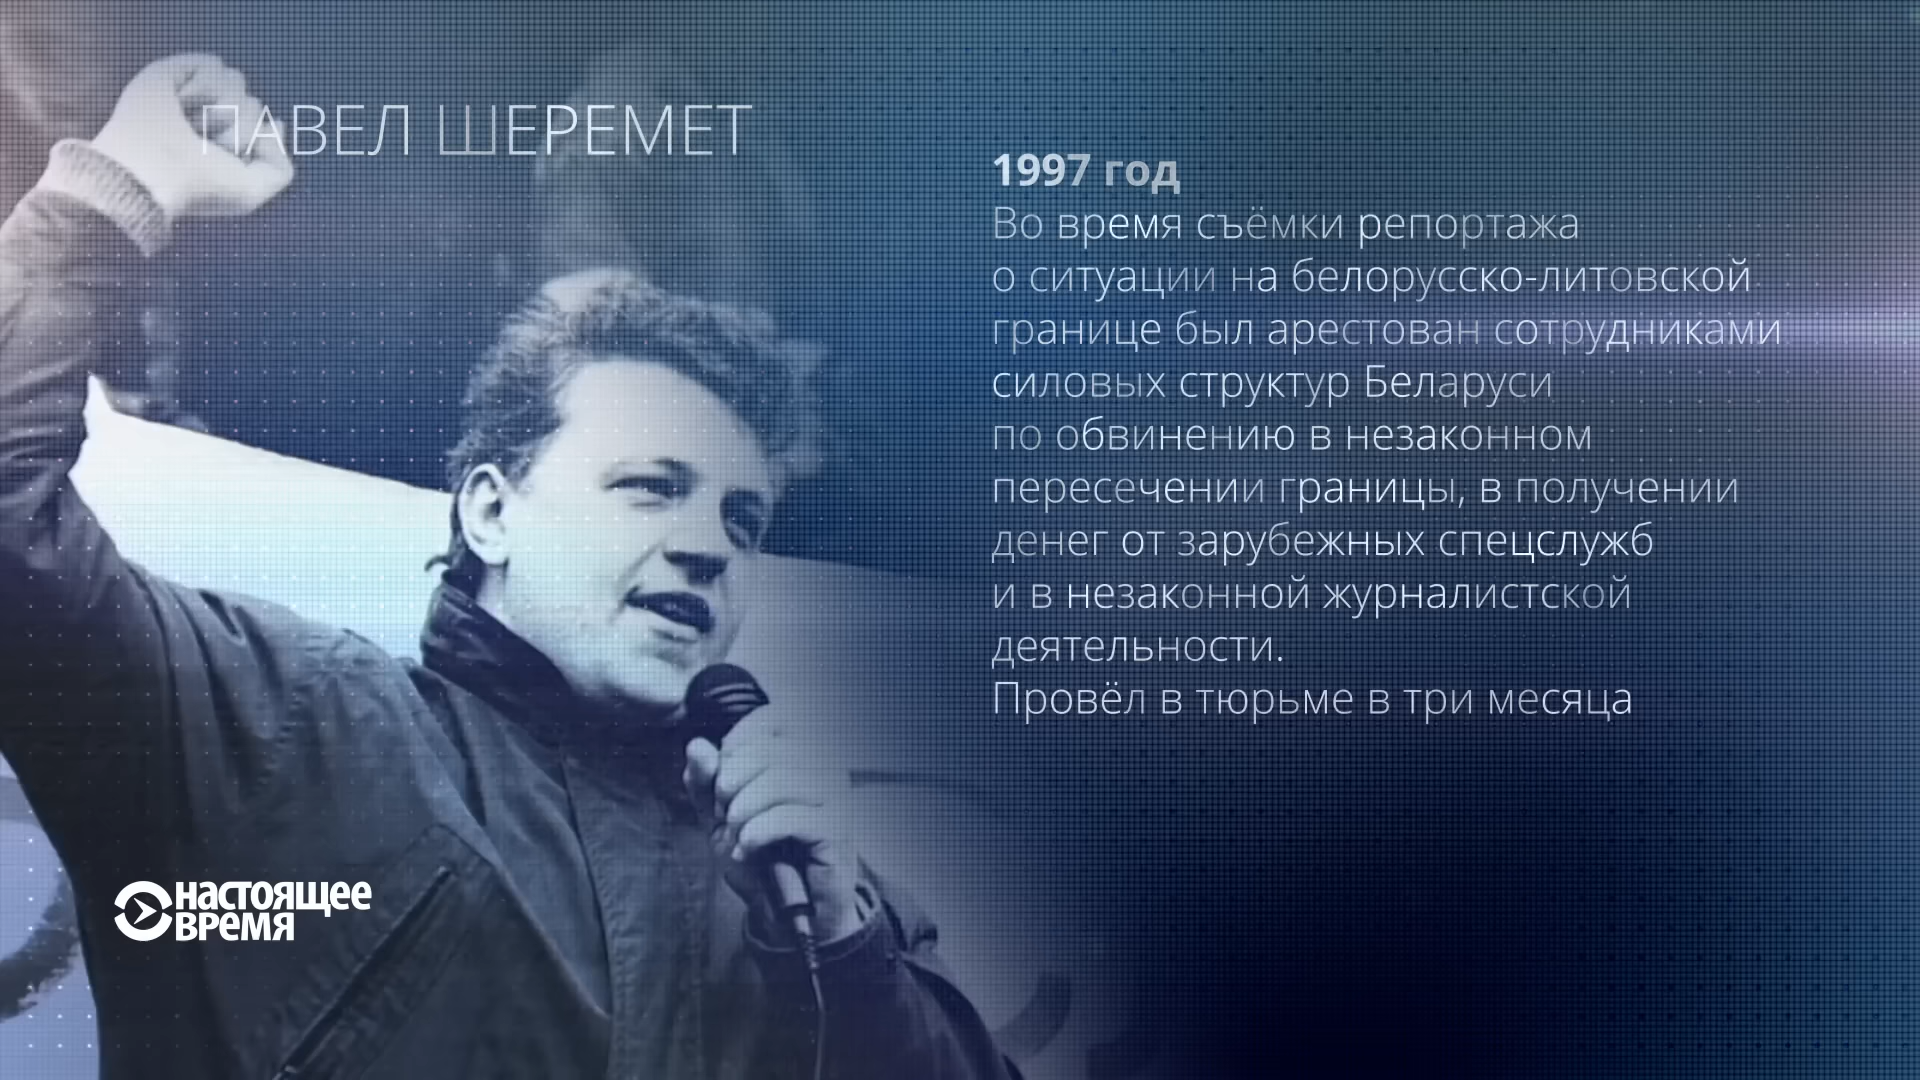 ПАВЕЛ ШЕРЕМЕТ
1997 год
Во время съёмки репортажа
о ситуации на белорусско-литовской
границе был арестован сотрудниками
силовых структур Беларуси
по обвинению в незаконном
пересечении границы, в получении
денег от зарубежных спецслужб
и в незаконной журналистской
деятельности.
Провёл в тюрьме в три месяца
НАСТОЯЩЕЕ
ВРЕМЯ